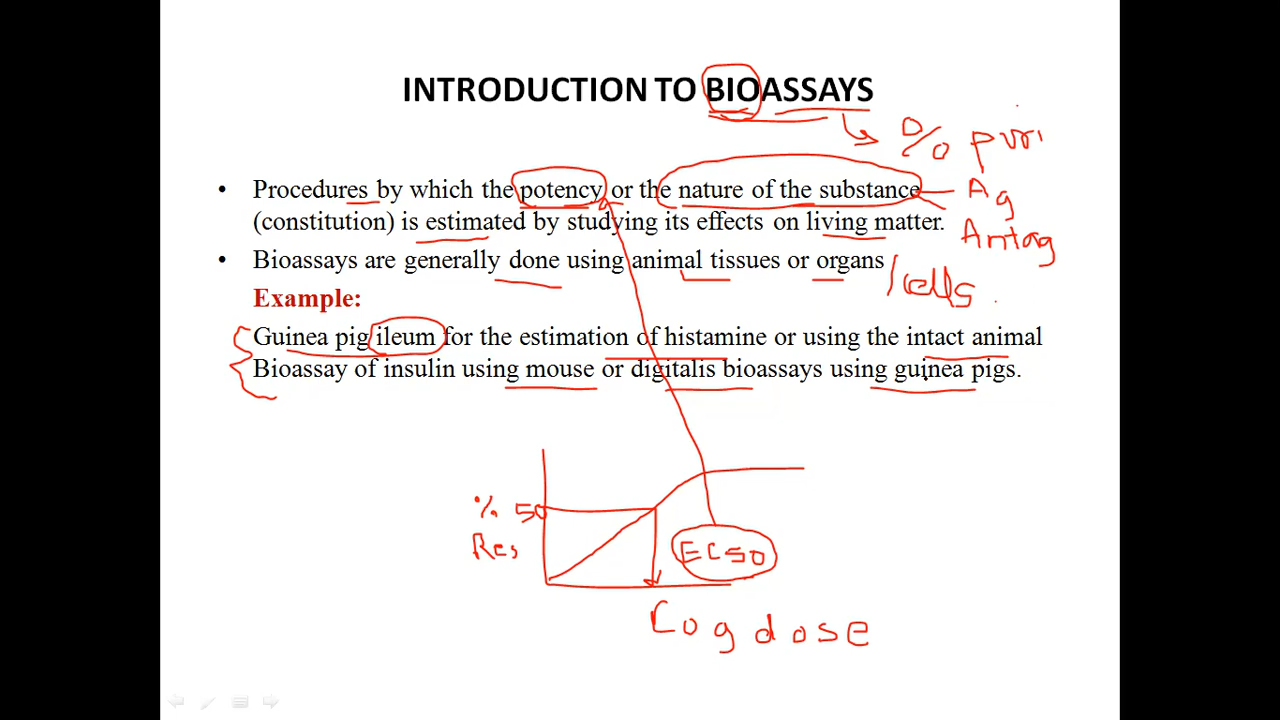 INTRODUCTION TO BIOASSAYS
% puri
• Procedures by which the potency or the nature of the substance
Ag
(constitution) is estimated by studying its effects on living matter.
Antag
• Bioassays are generally done using animal tissues or organs
/cells
Example:
Guinea pig ileum for the estimation of histamine or using the intact animal
Bioassay of insulin using mouse or digitalis bioassays using guinea pigs.
% 50
Res
EC50
Log dose